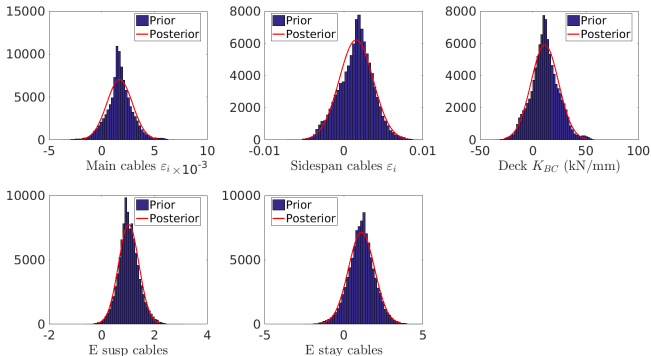 15000
10000
5000
0
-5 0 5 10
Prior
Posterior
Main cables εᵢ ×10⁻³
8000
6000
4000
2000
0
-0.01 0 0.01
Prior
Posterior
Sidespan cables εᵢ
8000
6000
4000
2000
0
-50 0 50 100
Prior
Posterior
Deck K_BC (kN/mm)
10000
5000
0
-2 0 2 4
Prior
Posterior
E susp cables
10000
5000
0
-5 0 5
Prior
Posterior
E stay cables